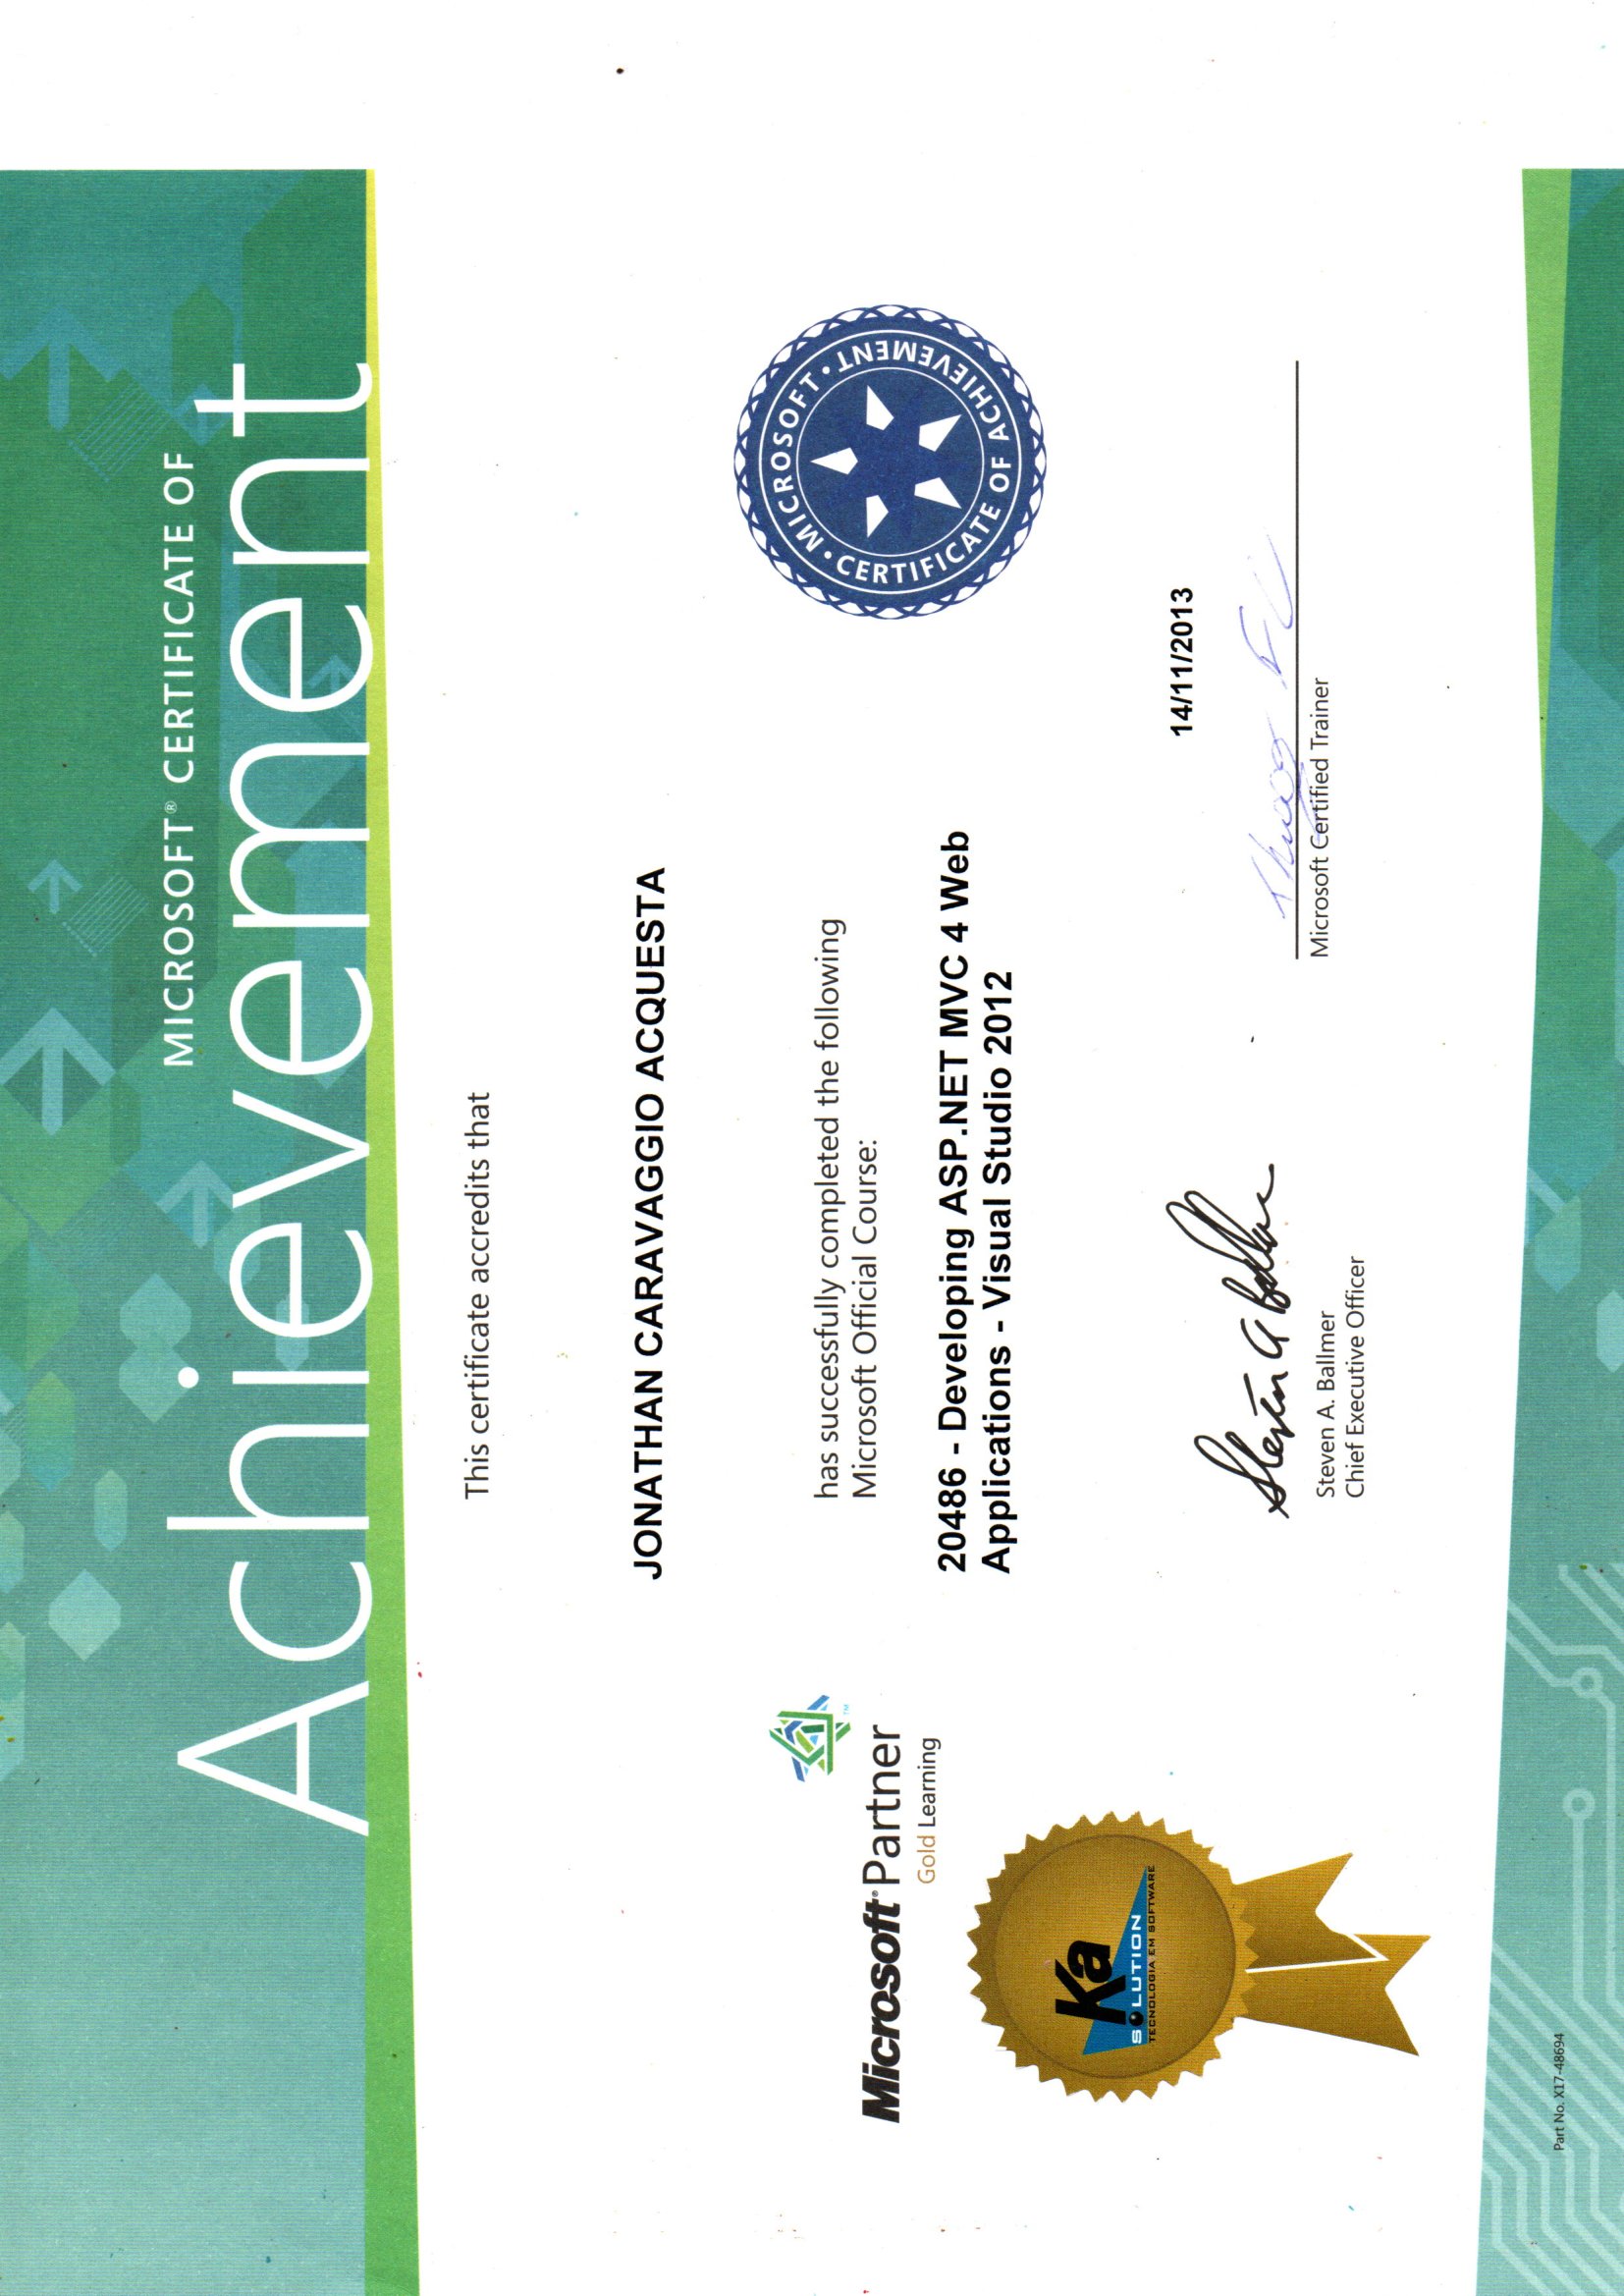 MICROSOFT® CERTIFICATE OF
Achievement
This certificate accredits that
JONATHAN CARAVAGGIO ACQUESTA
has successfully completed the following
Microsoft Official Course:
20486 - Developing ASP.NET MVC 4 Web
Applications - Visual Studio 2012
Microsoft Partner
Gold Learning
Ka
SOLUTION
TECNOLOGIA EM SOFTWARE
• MICROSOFT •
CERTIFICATE OF ACHIEVEMENT
14/11/2013
Steven A Ballmer
Steven A. Ballmer
Chief Executive Officer
Microsoft Certified Trainer
Part No. X17-48694